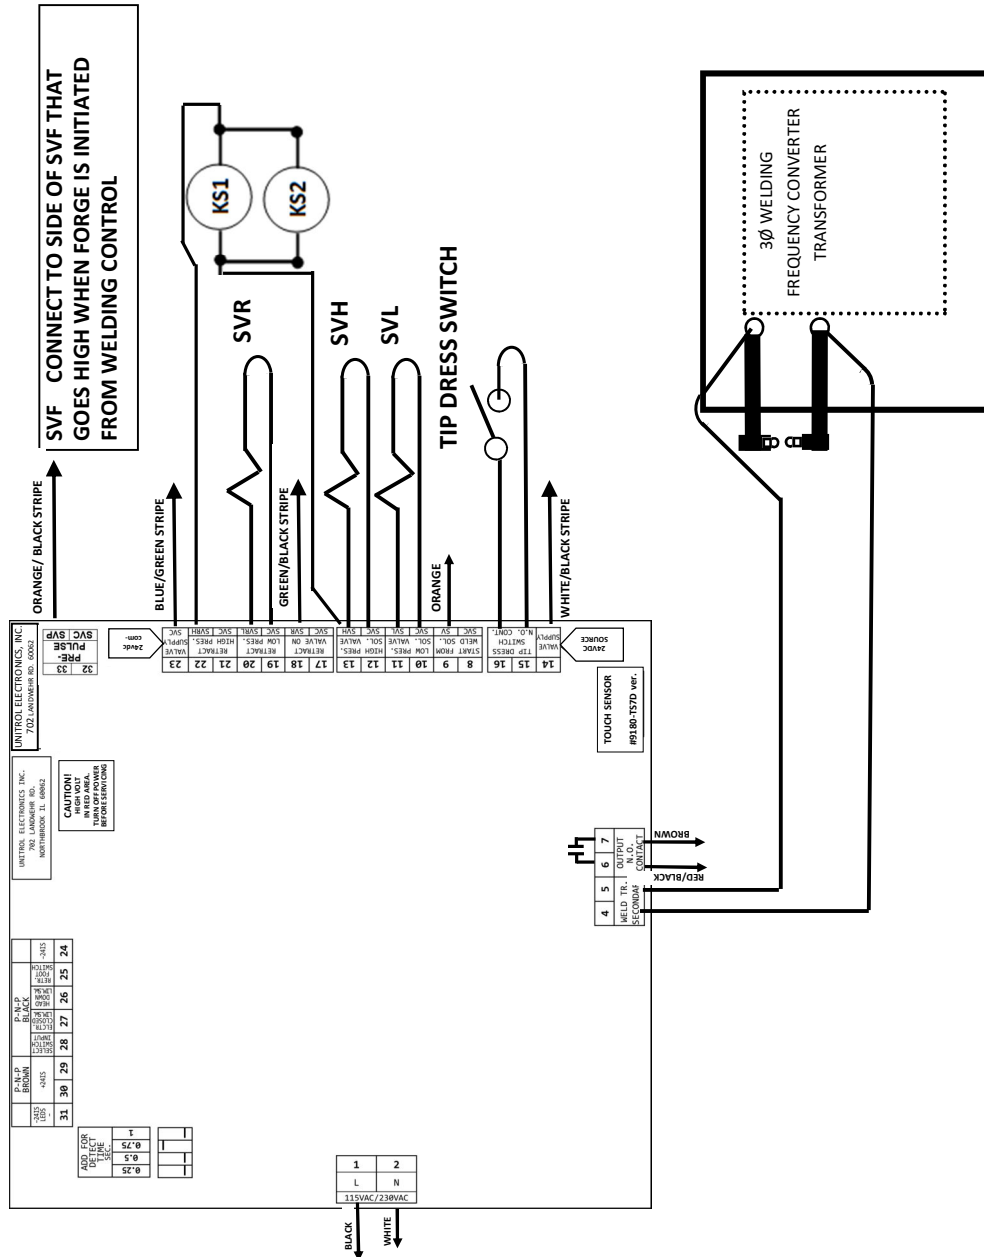 SVF CONNECT TO SIDE OF SVF THAT
GOES HIGH WHEN FORGE IS INITIATED
FROM WELDING CONTROL
ORANGE/ BLACK STRIPE
KS1
KS2
SVR
SVH
SVL
TIP DRESS SWITCH
3Ø WELDING
FREQUENCY CONVERTER
TRANSFORMER
BLUE/GREEN STRIPE
GREEN/BLACK STRIPE
ORANGE
WHITE/BLACK STRIPE
UNITROL ELECTRONICS, INC.
702 LANDWEHR RD. 60062
PRE-
PULSE
SVC SVP
33 32
24vdc
com-
23 22 21 20 19 18 17
SVC SVRH SVC SVRL SVC SVR SVC
VALVE
SUPPLY
RETRACT
HIGH PRES.
RETRACT
LOW PRES.
RETRACT
VALVE ON
13 12 11 10 9 8
SVH SVC SVL SVC SV SVC
HIGH PRES.
SOL. VALVE
LOW PRES.
SOL VALVE
START FROM
WELD SOL.
16 15 14
TIP DRESS
SWITCH
N.O. CONT.
VALVE
SUPPLY
24VDC
SOURCE
TOUCH SENSOR
#9180-TS7D ver.
UNITROL ELECTRONICS INC.
702 LANDWEHR RD.
NORTHBROOK IL 60062
CAUTION!
HIGH VOLT
IN RED AREA.
TURN OFF POWER
BEFORE SERVICING
4 5 6 7
WELD TR.
SECONDAR
OUTPUT
N.O.
CONTACT
BROWN
RED/BLACK
P-N-P
BROWN
P-N-P
BLACK
-24IS
LEDS
-
+24IS
SELECT
SWITCH
INPUT
ELCTR.
CLOSED
LIM.SW.
HEAD
DOWN
LIM.SW.
RETR.
FOOT
SWITCH
-24IS
31 30 29 28 27 26 25 24
ADD FOR
DETECT
TIME
SEC.
0.25 0.5 0.75 1
1 2
L N
115VAC/230VAC
BLACK
WHITE